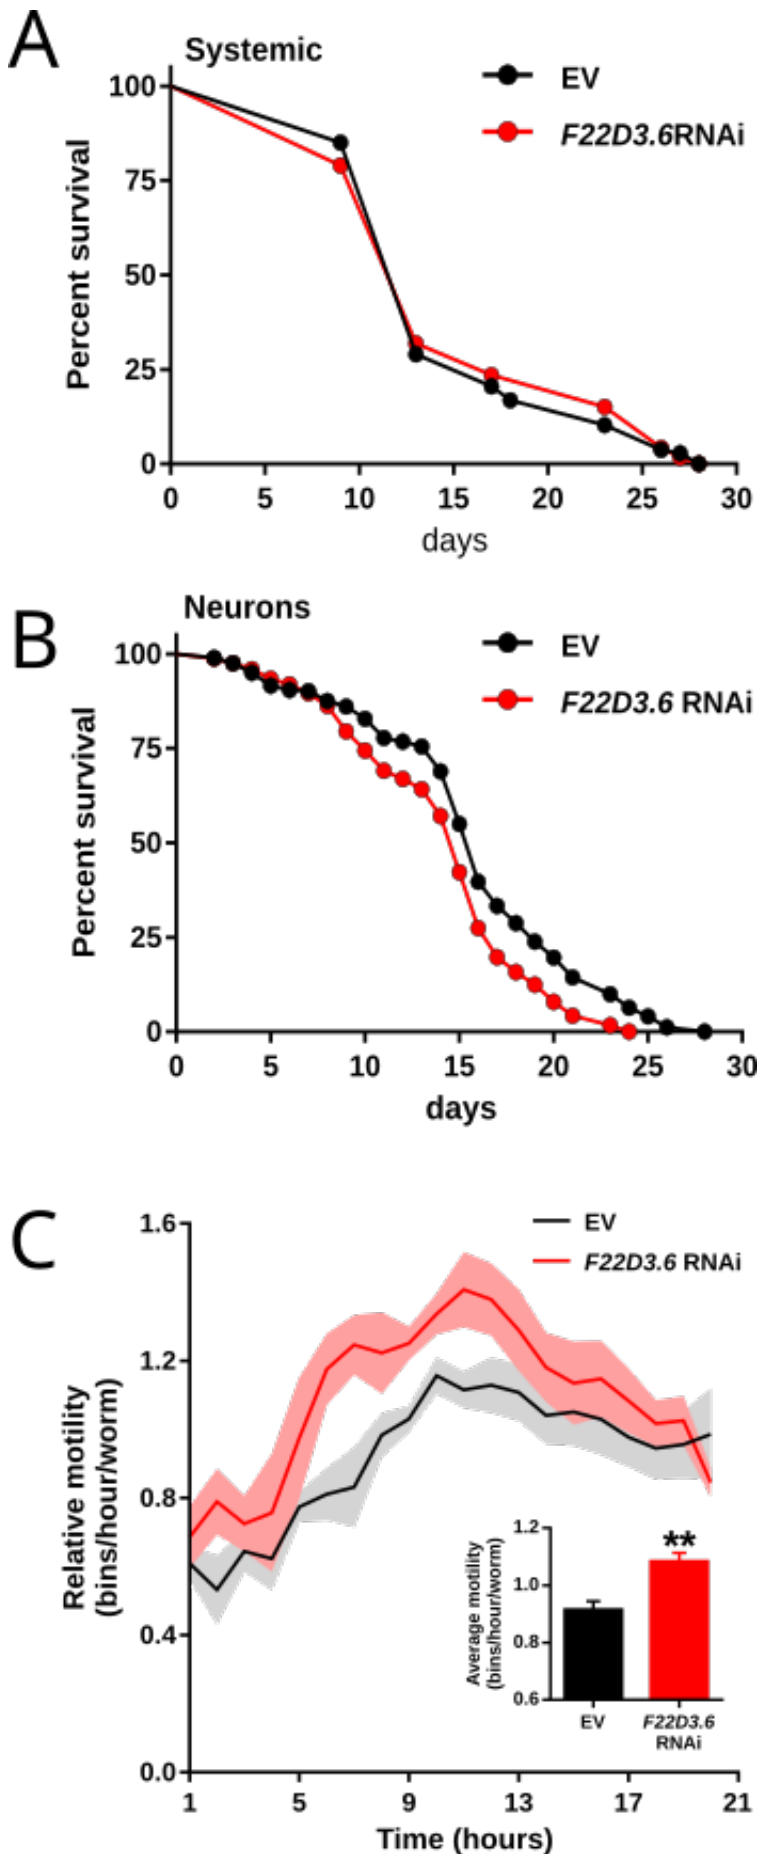 A
Systemic
EV
F22D3.6RNAi
Percent survival
100
75
50
25
0
0 5 10 15 20 25 30
days
B
Neurons
EV
F22D3.6 RNAi
Percent survival
100
75
50
25
0
0 5 10 15 20 25 30
days
C
EV
F22D3.6 RNAi
Relative motility
(bins/hour/worm)
1.6
1.2
0.8
0.4
0.0
1 5 9 13 17 21
Time (hours)
Average motility
(bins/hour/worm)
1.2
1.0
0.8
0.6
**
EV F22D3.6
RNAi